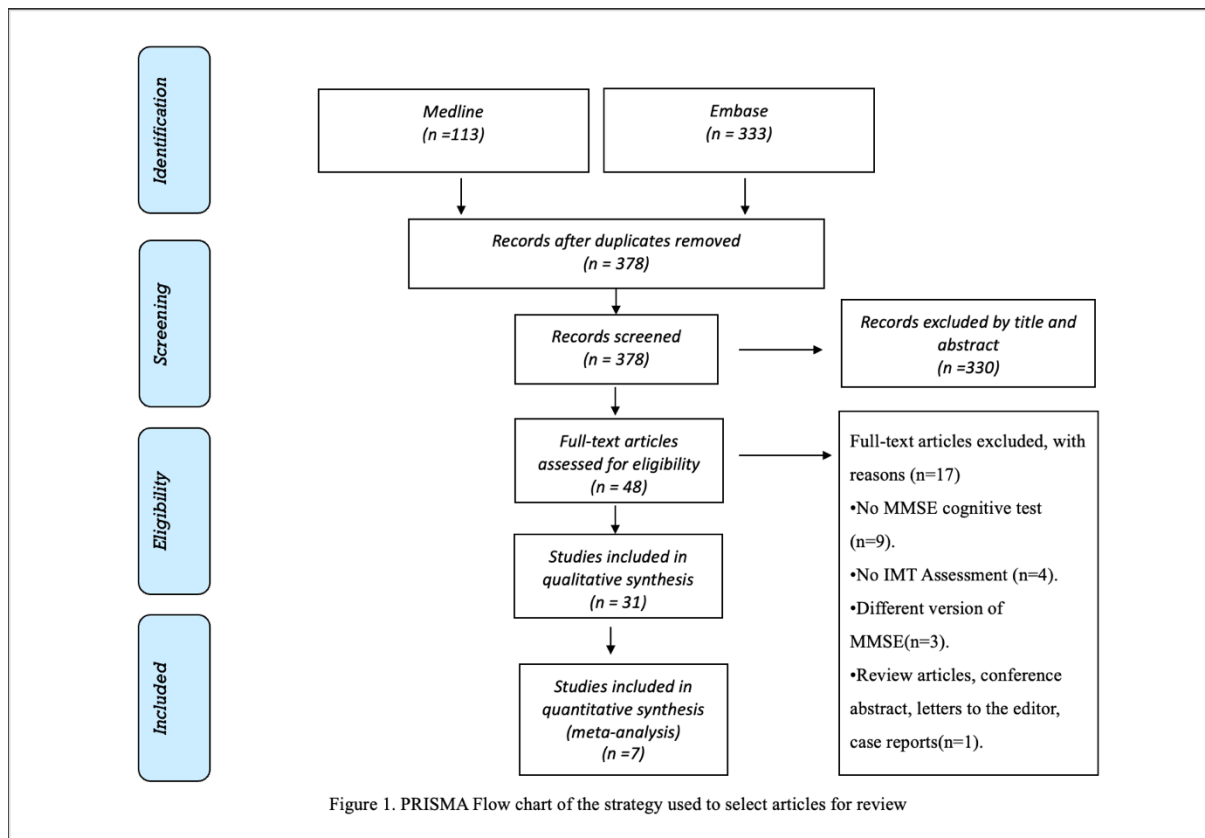 Identification
Medline
(n =113)
Embase
(n = 333)
Records after duplicates removed
(n = 378)
Screening
Records screened
(n = 378)
Records excluded by title and
abstract
(n =330)
Eligibility
Full-text articles
assessed for eligibility
(n = 48)
Full-text articles excluded, with
reasons (n=17)
•No MMSE cognitive test
(n=9).
•No IMT Assessment (n=4).
•Different version of
MMSE(n=3).
•Review articles, conference
abstract, letters to the editor,
case reports(n=1).
Studies included in
qualitative synthesis
(n = 31)
Included
Studies included in
quantitative synthesis
(meta-analysis)
(n =7)
Figure 1. PRISMA Flow chart of the strategy used to select articles for review